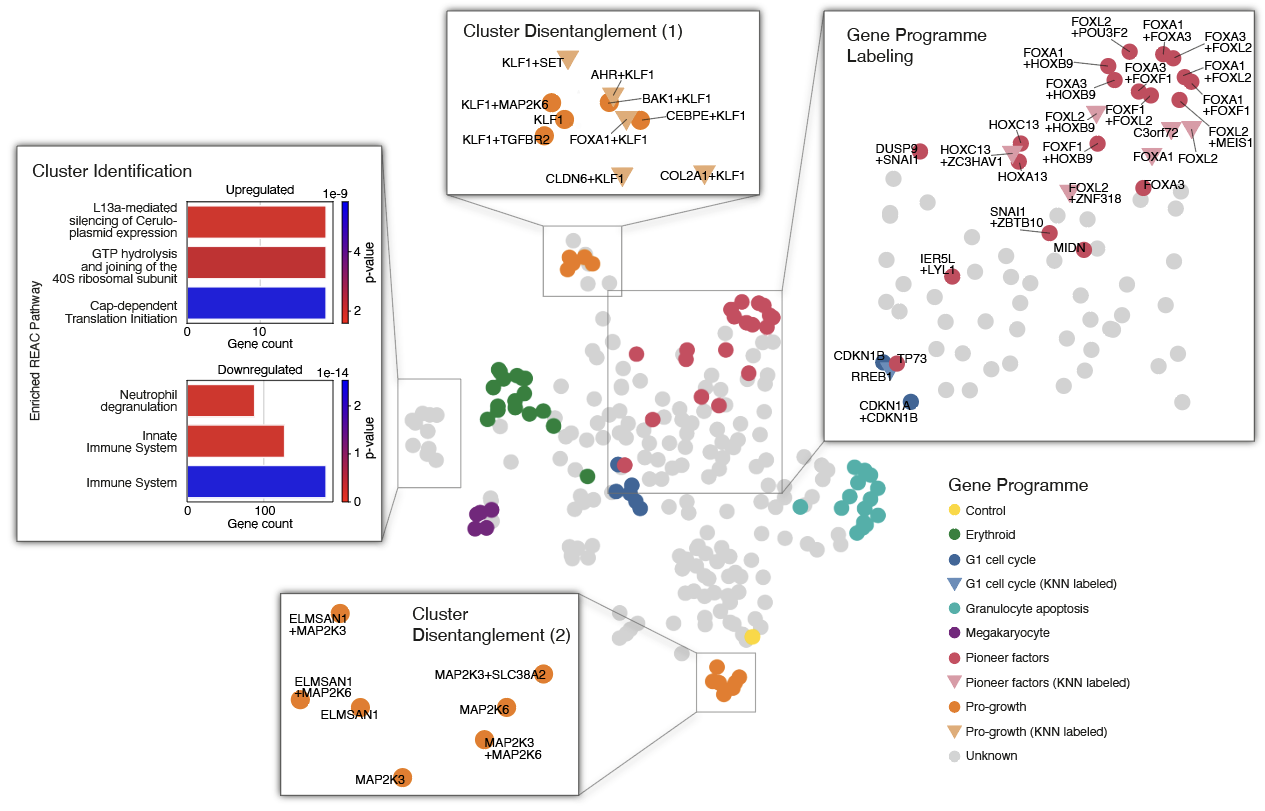 Cluster Identification
Upregulated
1e-9
L13a-mediated
silencing of Cerulo-
plasmid expression
GTP hydrolysis
and joining of the
40S ribosomal subunit
Cap-dependent
Translation Initiation
0
10
Gene count
4
2
p-value
Enriched REAC Pathway
Downregulated
1e-14
Neutrophil
degranulation
Innate
Immune System
Immune System
0
100
Gene count
2
1
0
p-value
Cluster Disentanglement (1)
KLF1+SET
AHR+KLF1
KLF1+MAP2K6
BAK1+KLF1
KLF1
CEBPE+KLF1
KLF1+TGFBR2
FOXA1+KLF1
CLDN6+KLF1
COL2A1+KLF1
Gene Programme
Labeling
FOXL2
+POU3F2
FOXA1
+FOXA3
FOXA3
+FOXL2
FOXA1
+HOXB9
FOXA3
+FOXF1
FOXA1
+FOXL2
FOXA3
+HOXB9
FOXA1
+FOXF1
FOXL2
+HOXB9
FOXF1
+FOXL2
C3orf72
FOXL2
+MEIS1
HOXC13
DUSP9
+SNAI1
HOXC13
+ZC3HAV1
FOXF1
+HOXB9
FOXA1
FOXL2
HOXA13
FOXL2
+ZNF318
FOXA3
SNAI1
+ZBTB10
MIDN
IER5L
+LYL1
CDKN1B
TP73
RREB1
CDKN1A
+CDKN1B
Cluster
Disentanglement (2)
ELMSAN1
+MAP2K3
MAP2K3+SLC38A2
ELMSAN1
+MAP2K6
ELMSAN1
MAP2K6
MAP2K3
+MAP2K6
MAP2K3
Gene Programme
Control
Erythroid
G1 cell cycle
G1 cell cycle (KNN labeled)
Granulocyte apoptosis
Megakaryocyte
Pioneer factors
Pioneer factors (KNN labeled)
Pro-growth
Pro-growth (KNN labeled)
Unknown